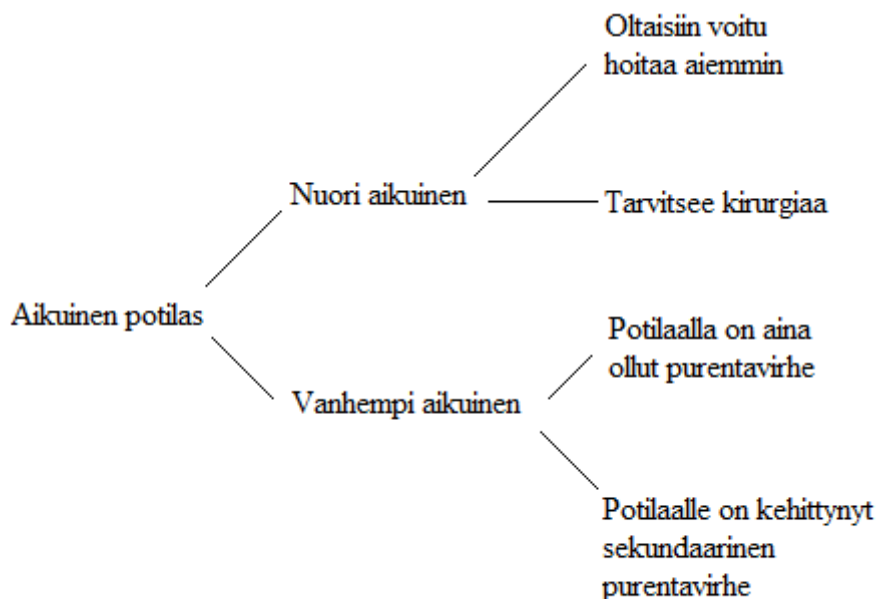 Oltaisiin voitu
hoitaa aiemmin
Nuori aikuinen
Tarvitsee kirurgiaa
Aikuinen potilas
Potilaalla on aina
ollut purentavirhe
Vanhempi aikuinen
Potilaalle on kehittynyt
sekundaarinen
purentavirhe